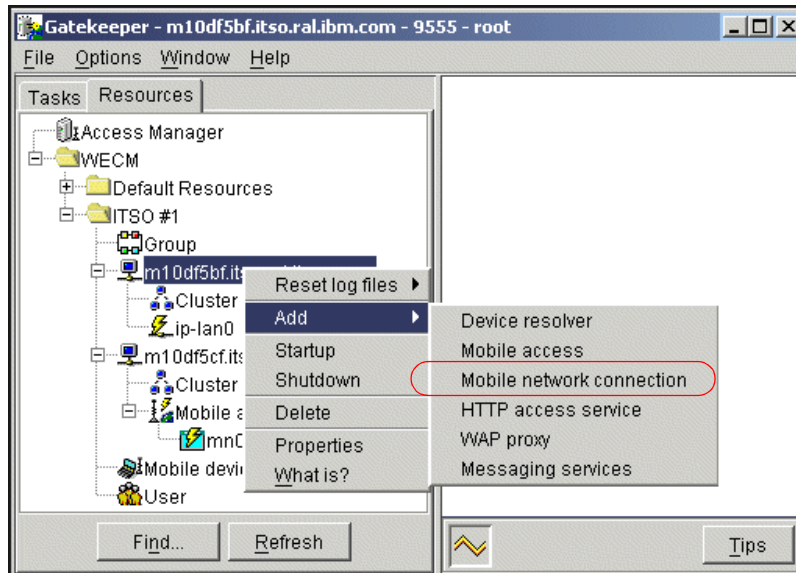 Gatekeeper - m10df5bf.itso.ral.ibm.com - 9555 - root
File Options Window Help
Tasks Resources
Access Manager
WECM
Default Resources
ITSO #1
Group
m10df5bf.its
Cluster
ip-lan0
m10df5cf.its
Cluster
Mobile a
mn0
Mobile devi
User
Reset log files
Add
Startup
Shutdown
Delete
Properties
What is?
Device resolver
Mobile access
Mobile network connection
HTTP access service
WAP proxy
Messaging services
Find... Refresh
Tips